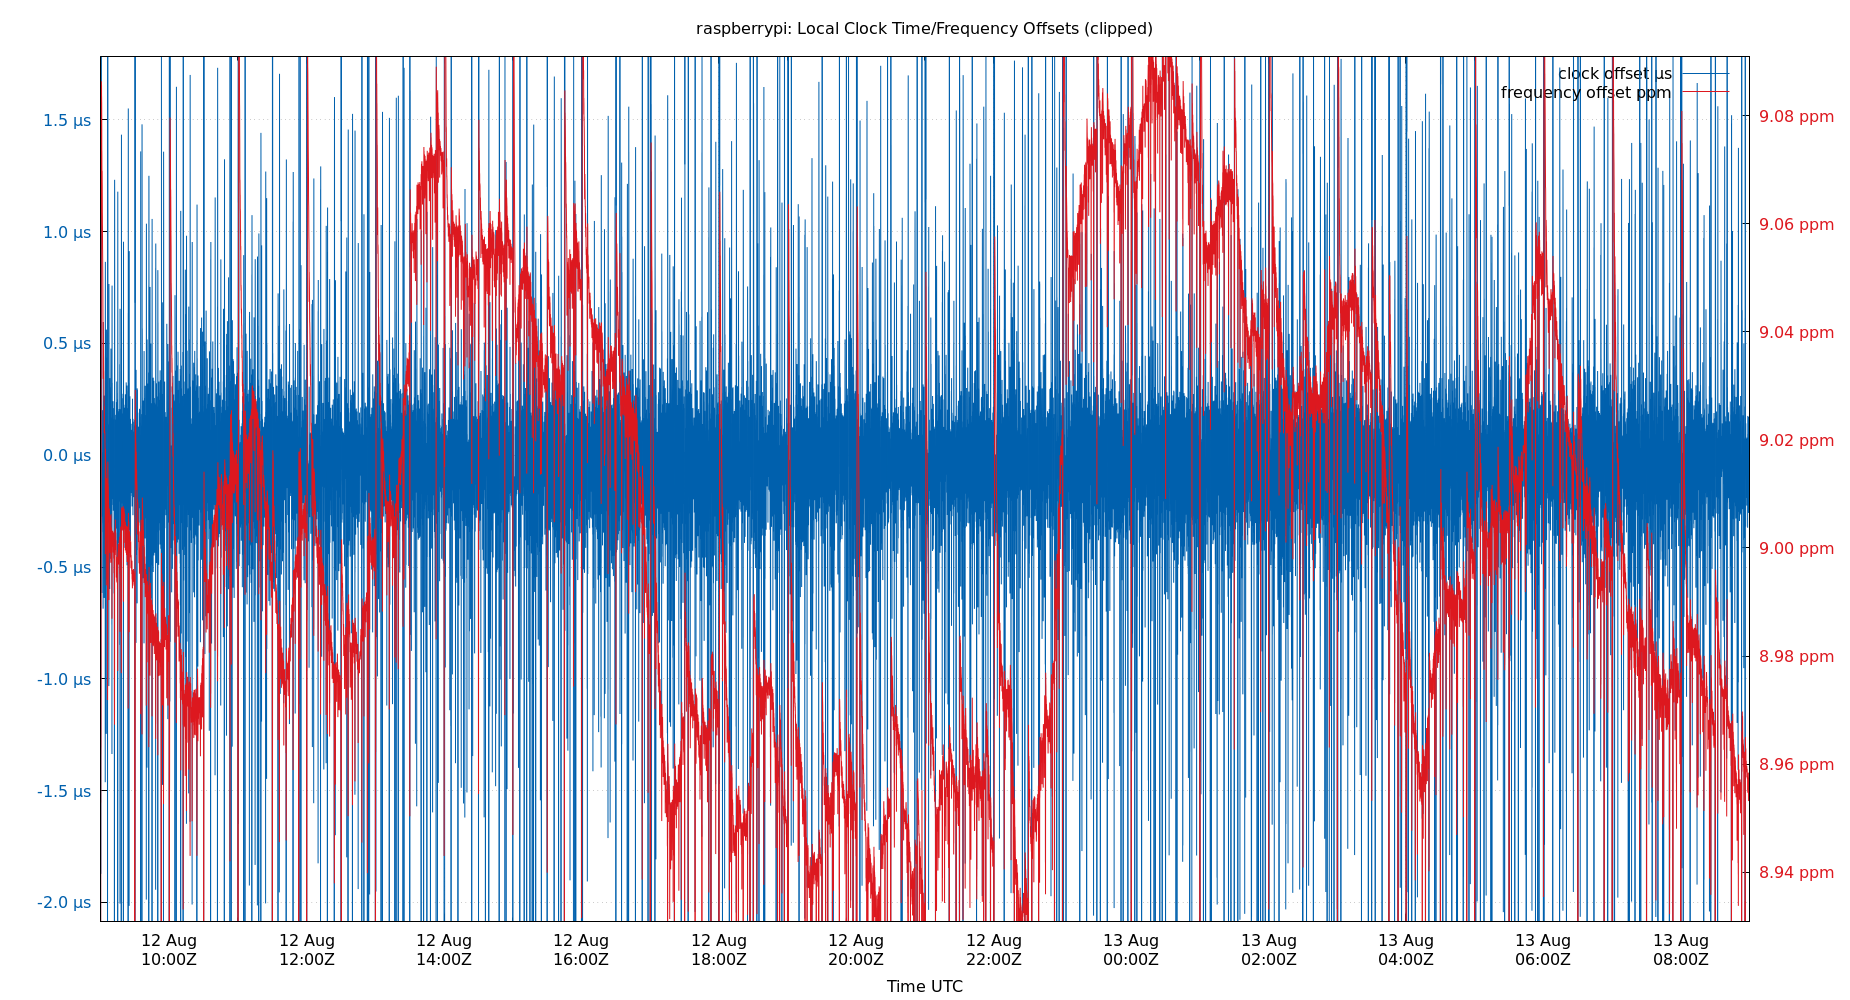 raspberrypi: Local Clock Time/Frequency Offsets (clipped)
clock offset µs
frequency offset ppm
1.5 µs
1.0 µs
0.5 µs
0.0 µs
-0.5 µs
-1.0 µs
-1.5 µs
-2.0 µs
9.08 ppm
9.06 ppm
9.04 ppm
9.02 ppm
9.00 ppm
8.98 ppm
8.96 ppm
8.94 ppm
12 Aug 12 Aug 12 Aug 12 Aug 12 Aug 12 Aug 12 Aug 13 Aug 13 Aug 13 Aug 13 Aug 13 Aug
10:00Z 12:00Z 14:00Z 16:00Z 18:00Z 20:00Z 22:00Z 00:00Z 02:00Z 04:00Z 06:00Z 08:00Z
Time UTC